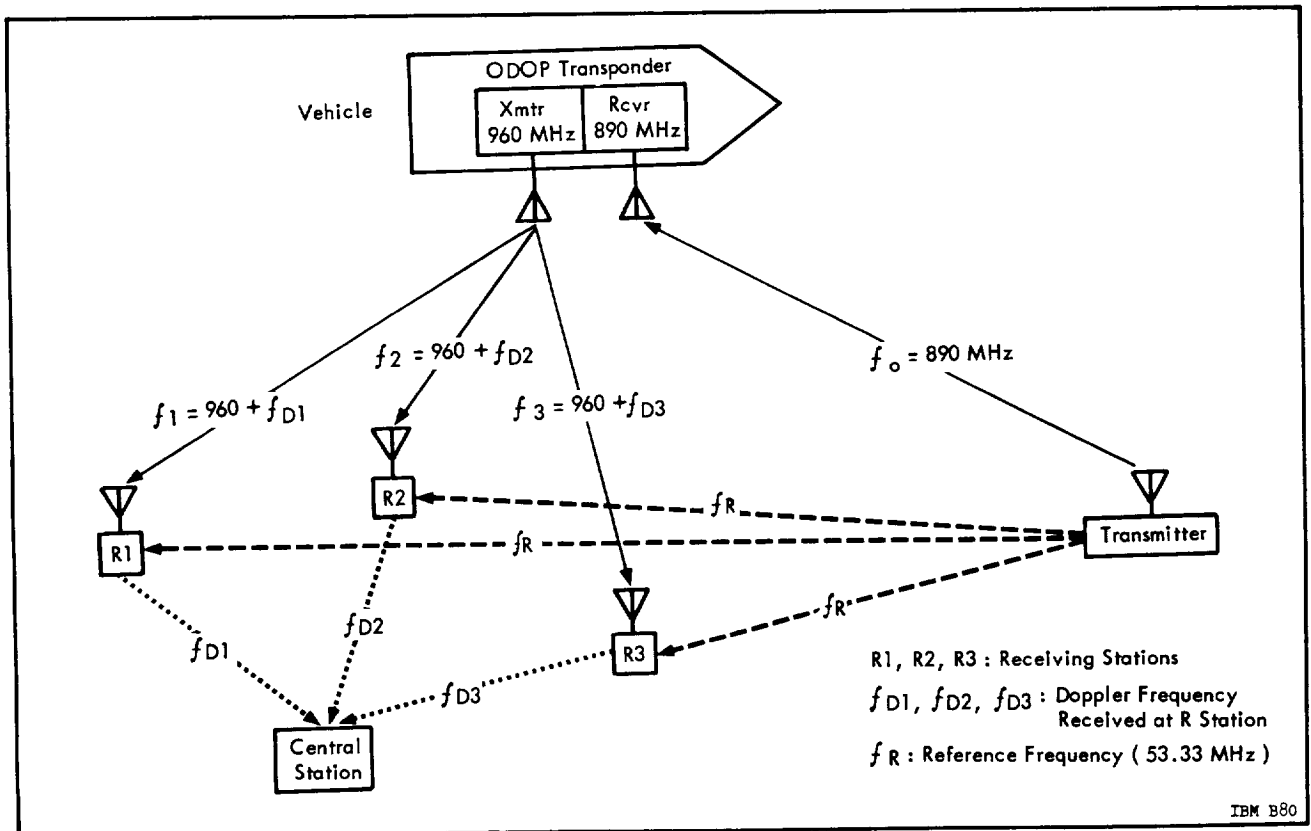 ODOP Transponder
Vehicle
Xmtr
960 MHz
Rcvr
890 MHz
f2 = 960 + fD2
fo = 890 MHz
f1 = 960 + fD1
f3 = 960 + fD3
R2
fR
R1
fR
Transmitter
fD2
fR
fD1
R3
fD3
R1, R2, R3 : Receiving Stations
fD1, fD2, fD3 : Doppler Frequency
Received at R Station
fR : Reference Frequency ( 53.33 MHz )
Central
Station
IBM B80